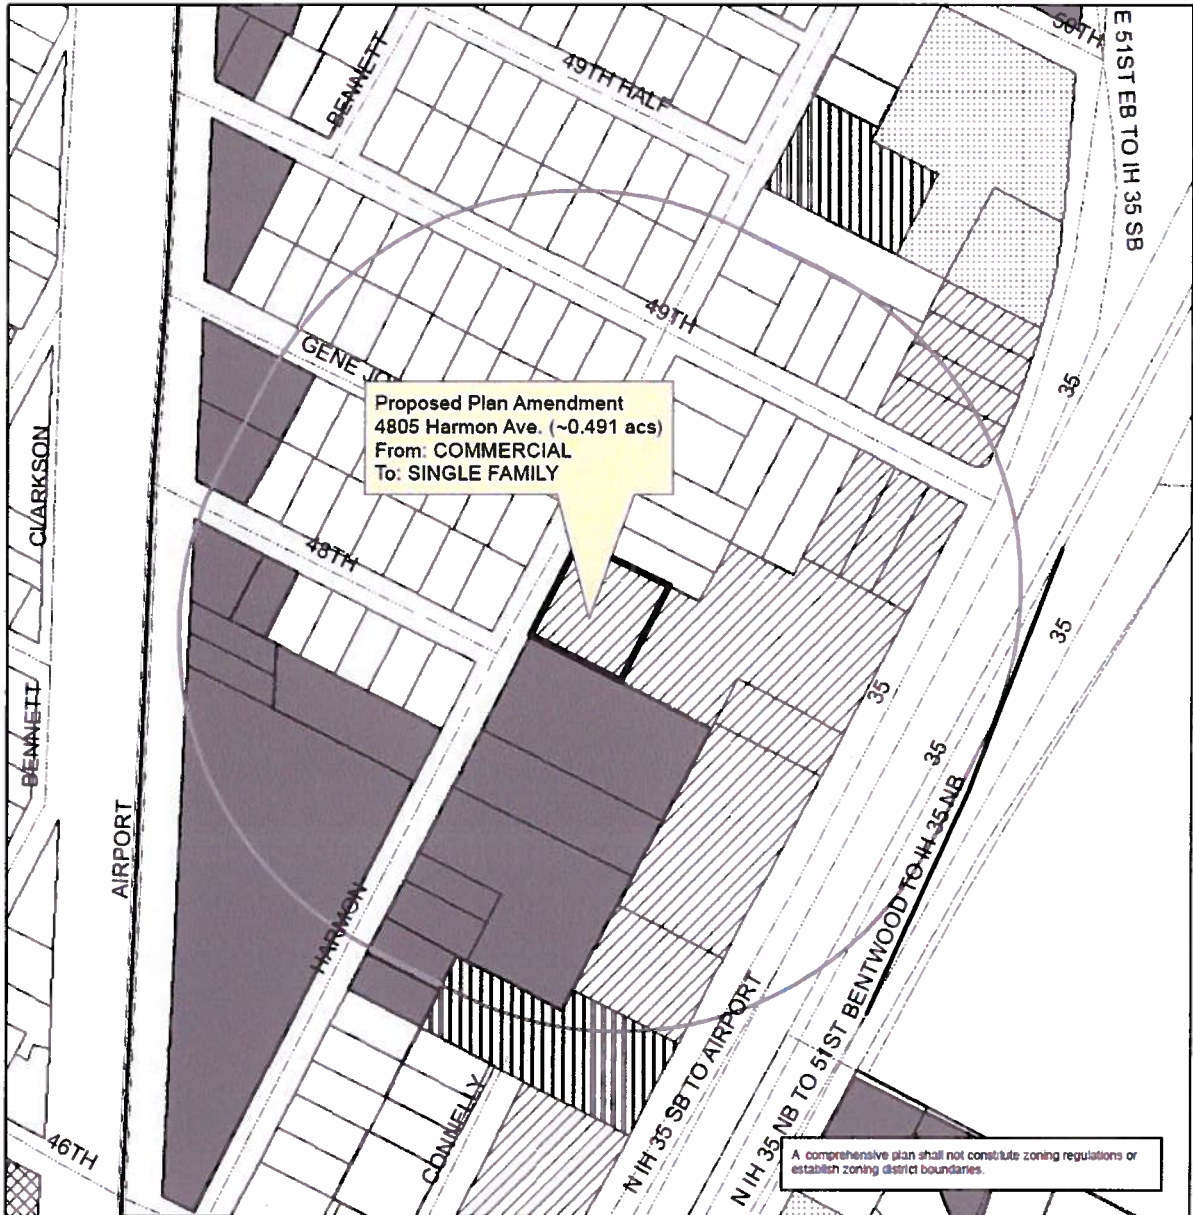 50TH
E 51ST EB TO IH 35 SB
BENNETT
49TH HALF
49TH
35
GENE JO
Proposed Plan Amendment
4805 Harmon Ave. (~0.491 acs)
From: COMMERCIAL
To: SINGLE FAMILY
CLARKSON
48TH
35
35
35
BENNETT
AIRPORT
HARMON
BENTWOOD TO IH 35 NB
N IH 35 SB TO AIRPORT
N IH 35 NB TO 51ST
CONNELLY
46TH
A comprehensive plan shall not constitute zoning regulations or
establish zoning district boundaries.